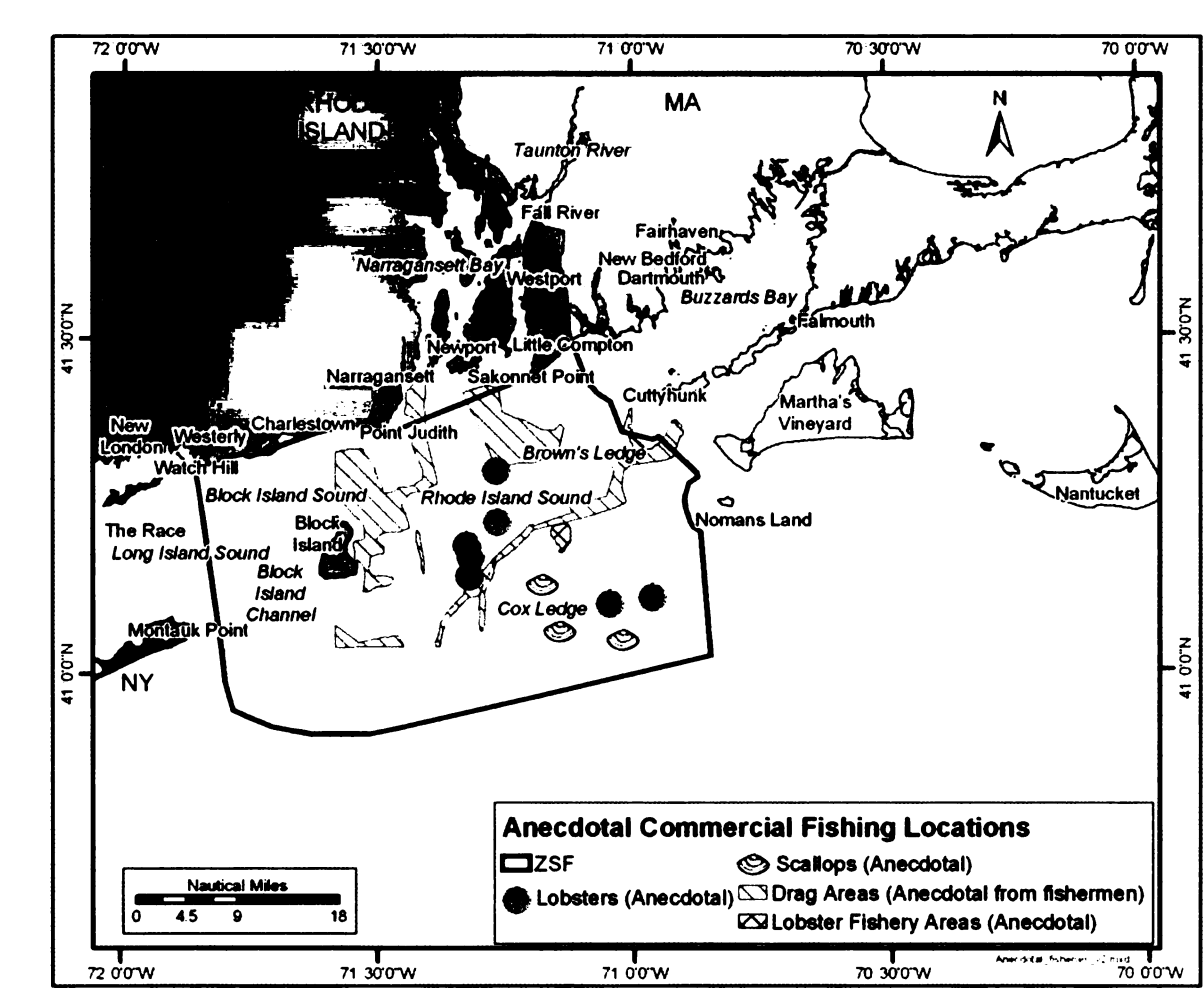 72 0'0"W 71 30'0"W 71 0'0"W 70 30'0"W 70 0'0"W
RHODE
ISLAND
MA
N
Taunton River
Fall River
Fairhaven
Narragansett Bay
New Bedford
Westport
Dartmouth
Buzzards Bay
Falmouth
41 30'0"N
41 30'0"N
Newport
Little Compton
Narragansett
Sakonnet Point
Cuttyhunk
Martha's
Vineyard
New
London
Westerly
Charlestown
Point Judith
Watch Hill
Brown's Ledge
Block Island Sound
Rhode Island Sound
Nantucket
The Race
Block
Island
Nomans Land
Long Island Sound
Block
Island
Channel
Cox Ledge
Montauk Point
NY
41 0'0"N
41 0'0"N
Anecdotal Commercial Fishing Locations
ZSF
Scallops (Anecdotal)
Lobsters (Anecdotal)
Drag Areas (Anecdotal from fishermen)
Lobster Fishery Areas (Anecdotal)
Nautical Miles
0 4.5 9 18
72 0'0"W 71 30'0"W 71 0'0"W 70 30'0"W 70 0'0"W